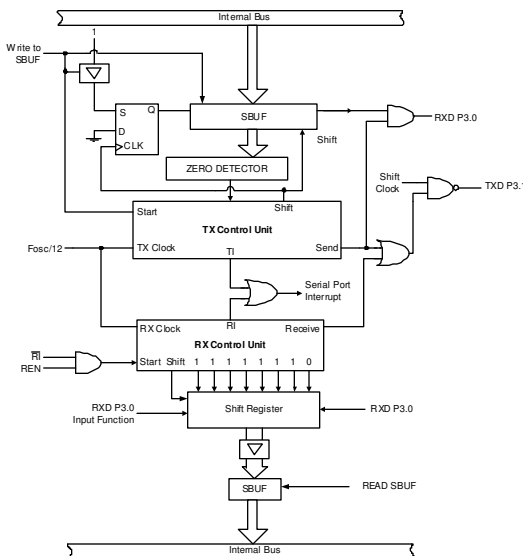 Internal Bus
1
Write to
SBUF
S
Q
D
CLK
SBUF
RXD P3.0
Shift
ZERO DETECTOR
Shift
Clock
TXD P3.1
Shift
Start
TX Control Unit
Fosc/12
TX Clock
Send
TI
Serial Port
Interrupt
RI
RX Clock
Receive
RX Control Unit
RI
REN
Start Shift 1 1 1 1 1 1 1 0
RXD P3.0
Input Function
Shift Register
RXD P3.0
SBUF
READ SBUF
Internal Bus